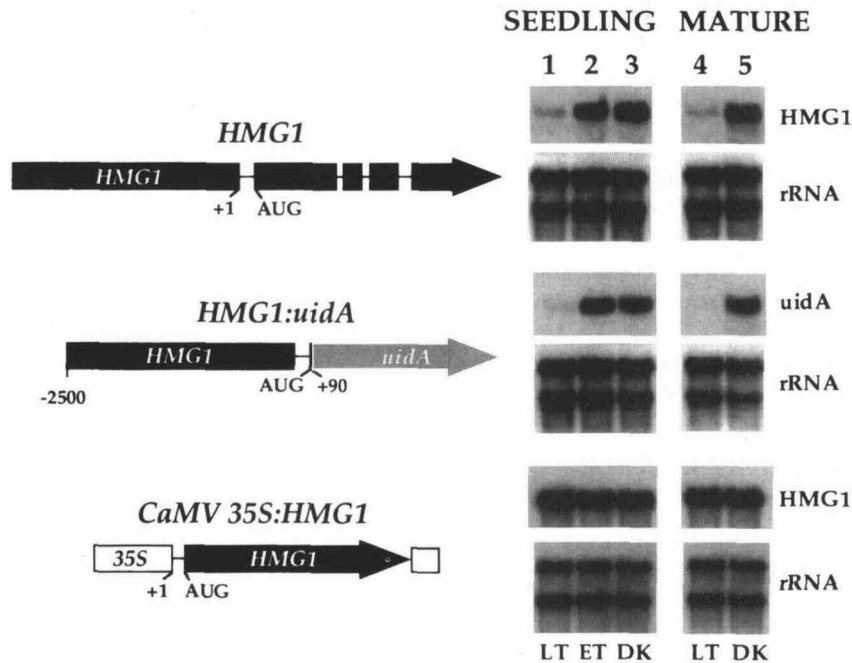 SEEDLING MATURE
1 2 3 4 5
HMG1
HMG1
HMG1
+1 AUG
rRNA
HMG1:uidA
uidA
HMG1 uidA
-2500 AUG +90
rRNA
CaMV 35S:HMG1
HMG1
35S HMG1
+1 AUG
rRNA
LT ET DK LT DK